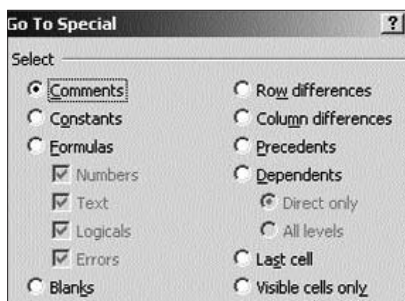 Go To Special ?
Select
Comments
Constants
Formulas
Numbers
Text
Logicals
Errors
Blanks
Row differences
Column differences
Precedents
Dependents
Direct only
All levels
Last cell
Visible cells only